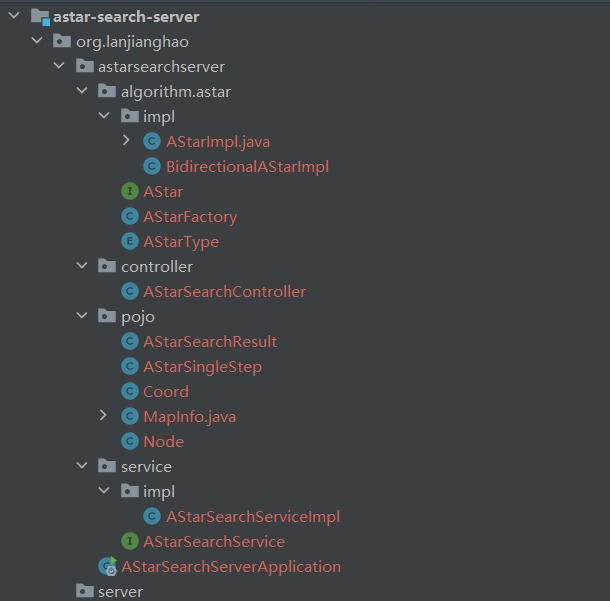 astar-search-server
org.lanjianghao
astarsearchserver
algorithm.astar
impl
AStarImpl.java
BidirectionalAStarImpl
AStar
AStarFactory
AStarType
controller
AStarSearchController
pojo
AStarSearchResult
AStarSingleStep
Coord
MapInfo.java
Node
service
impl
AStarSearchServiceImpl
AStarSearchService
AStarSearchServerApplication
server